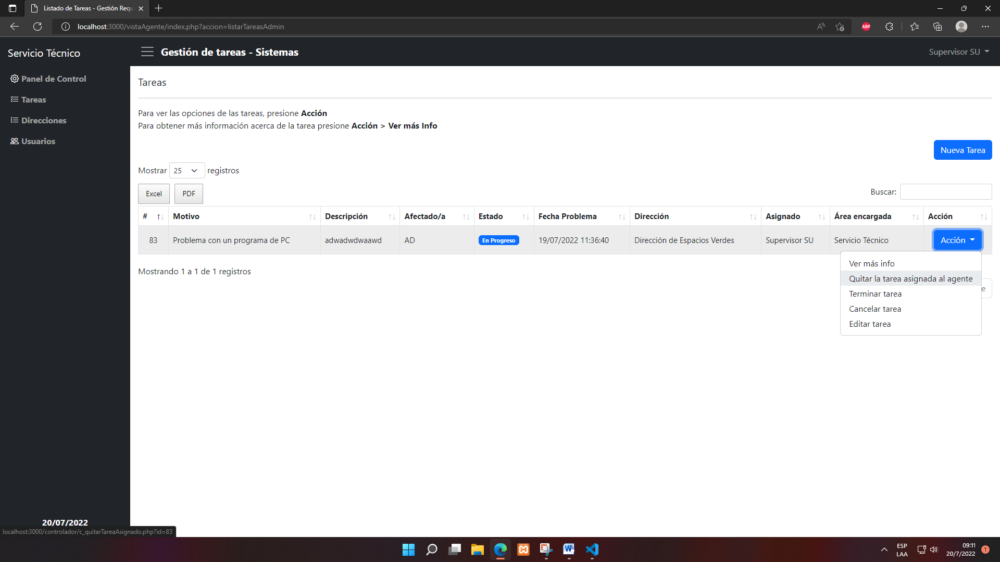 Listado de Tareas - Gestión Requ
localhost:3000/vistaAgente/index.php?accion=listarTareasAdmin
ABP
Servicio Técnico
Gestión de tareas - Sistemas
Supervisor SU
Panel de Control
Tareas
Direcciones
Usuarios
Tareas
Para ver las opciones de las tareas, presione Acción
Para obtener más información acerca de la tarea presione Acción > Ver más Info
Nueva Tarea
Mostrar 25 registros
Excel PDF
Buscar:
# Motivo Descripción Afectado/a Estado Fecha Problema Dirección Asignado Área encargada Acción
83 Problema con un programa de PC adwadwdwaawd AD En Progreso 19/07/2022 11:36:40 Dirección de Espacios Verdes Supervisor SU Servicio Técnico Acción
Mostrando 1 a 1 de 1 registros
Ver más info
Quitar la tarea asignada al agente
Terminar tarea
Cancelar tarea
Editar tarea
e
20/07/2022
localhost:3000/controlador/c_quitarTareaAsignado.php?id=83
ESP
LAA
09:11
20/7/2022
1